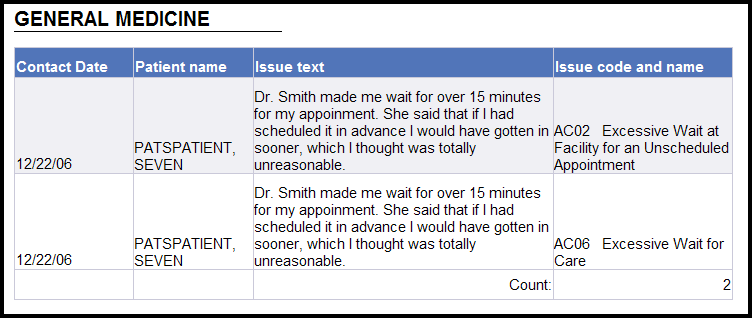 GENERAL MEDICINE
Contact Date Patient name Issue text Issue code and name
Dr. Smith made me wait for over 15 minutes
for my appoinment. She said that if I had
scheduled it in advance I would have gotten in AC02 Excessive Wait at
PATSPATIENT, sooner, which I thought was totally Facility for an Unscheduled
12/22/06 SEVEN unreasonable. Appointment
Dr. Smith made me wait for over 15 minutes
for my appoinment. She said that if I had
scheduled it in advance I would have gotten in
PATSPATIENT, sooner, which I thought was totally AC06 Excessive Wait for
12/22/06 SEVEN unreasonable. Care
Count: 2